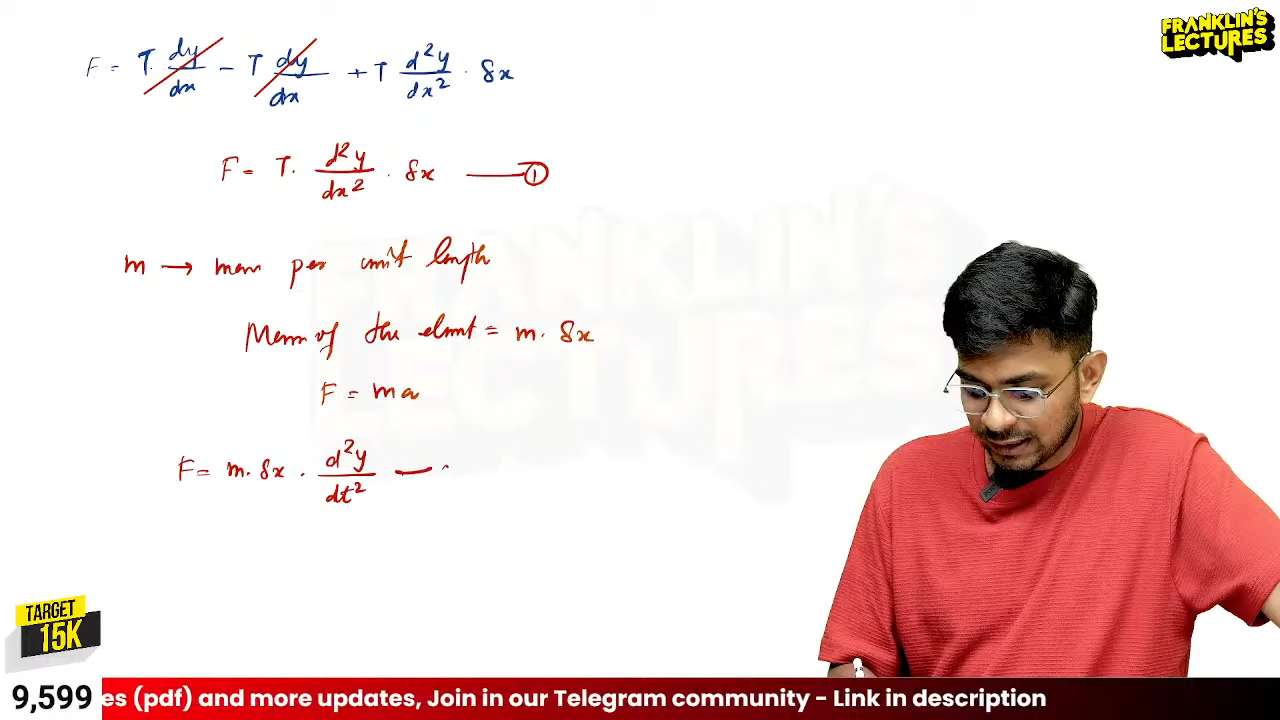 FRANKLIN'S
LECTURES
F = T. dy/dx - T dy/dx + T d²y/dx² . δx
F = T. d²y/dx² . δx —— ①
m → mass per unit length
Mass of the elmt = m. δx
F = ma
F = m. δx . d²y/dt² —
FRANKLIN'S
LECTURES
TARGET
15K
9,599
es (pdf) and more updates, Join in our Telegram community - Link in description